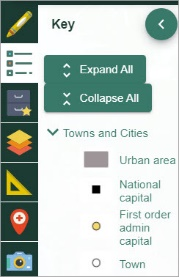 Key
Expand All
Collapse All
Towns and Cities
Urban area
National
capital
First order
admin
capital
Town